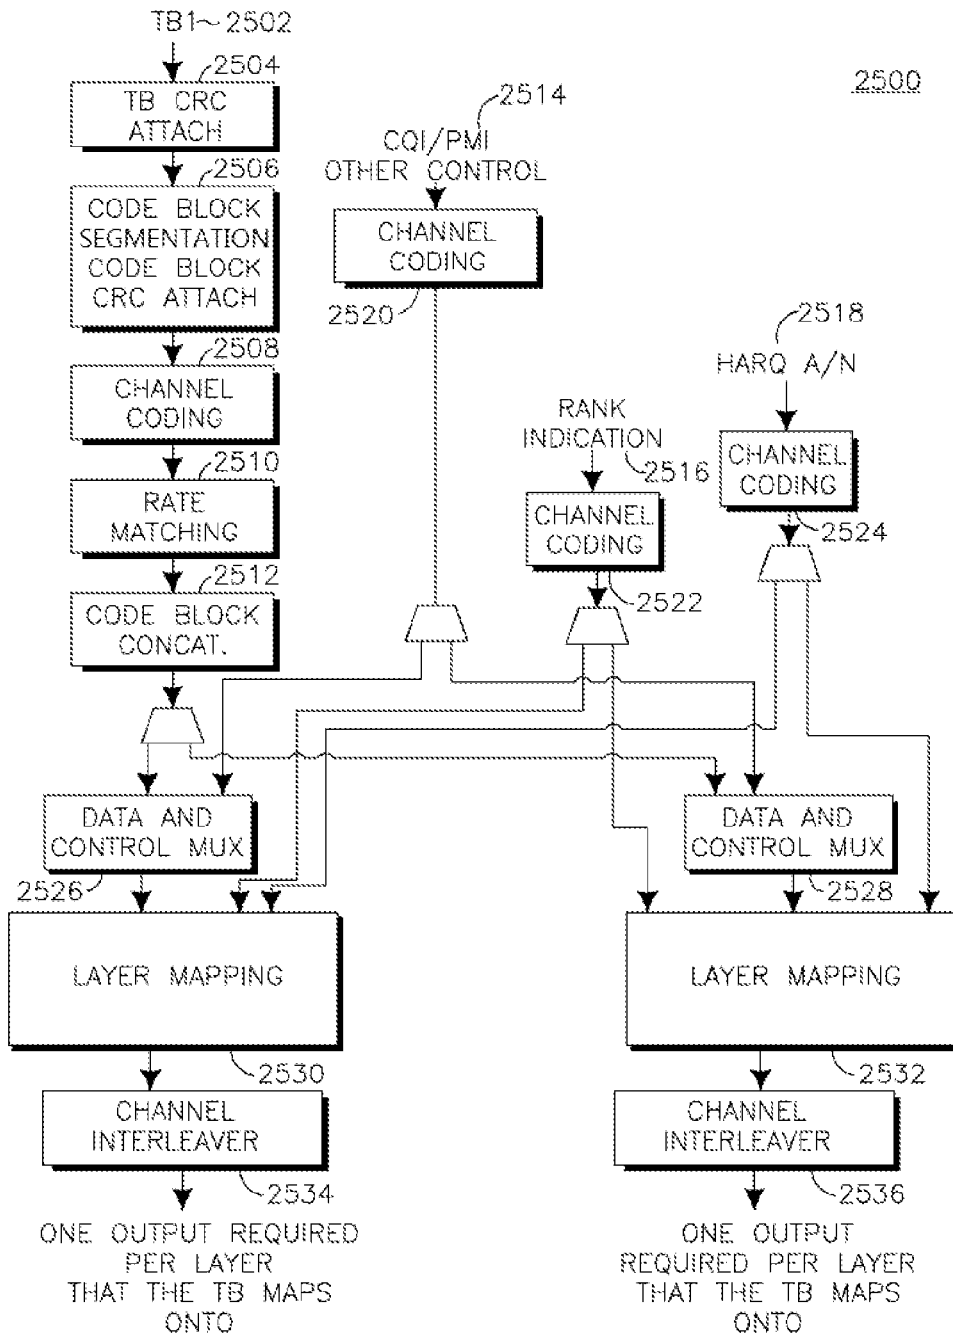 TB1~2502
2504
TB CRC
ATTACH
2500
2514
CQI/PMI
OTHER CONTROL
2506
CODE BLOCK
SEGMENTATION
CODE BLOCK
CRC ATTACH
CHANNEL
CODING
2520
2518
HARQ A/N
2508
CHANNEL
CODING
RANK
INDICATION
2516
CHANNEL
CODING
2524
2510
RATE
MATCHING
CHANNEL
CODING
2522
2512
CODE BLOCK
CONCAT.
DATA AND
CONTROL MUX
2526
DATA AND
CONTROL MUX
2528
LAYER MAPPING
2530
LAYER MAPPING
2532
CHANNEL
INTERLEAVER
2534
CHANNEL
INTERLEAVER
2536
ONE OUTPUT REQUIRED
PER LAYER
THAT THE TB MAPS
ONTO
ONE OUTPUT
REQUIRED PER LAYER
THAT THE TB MAPS
ONTO